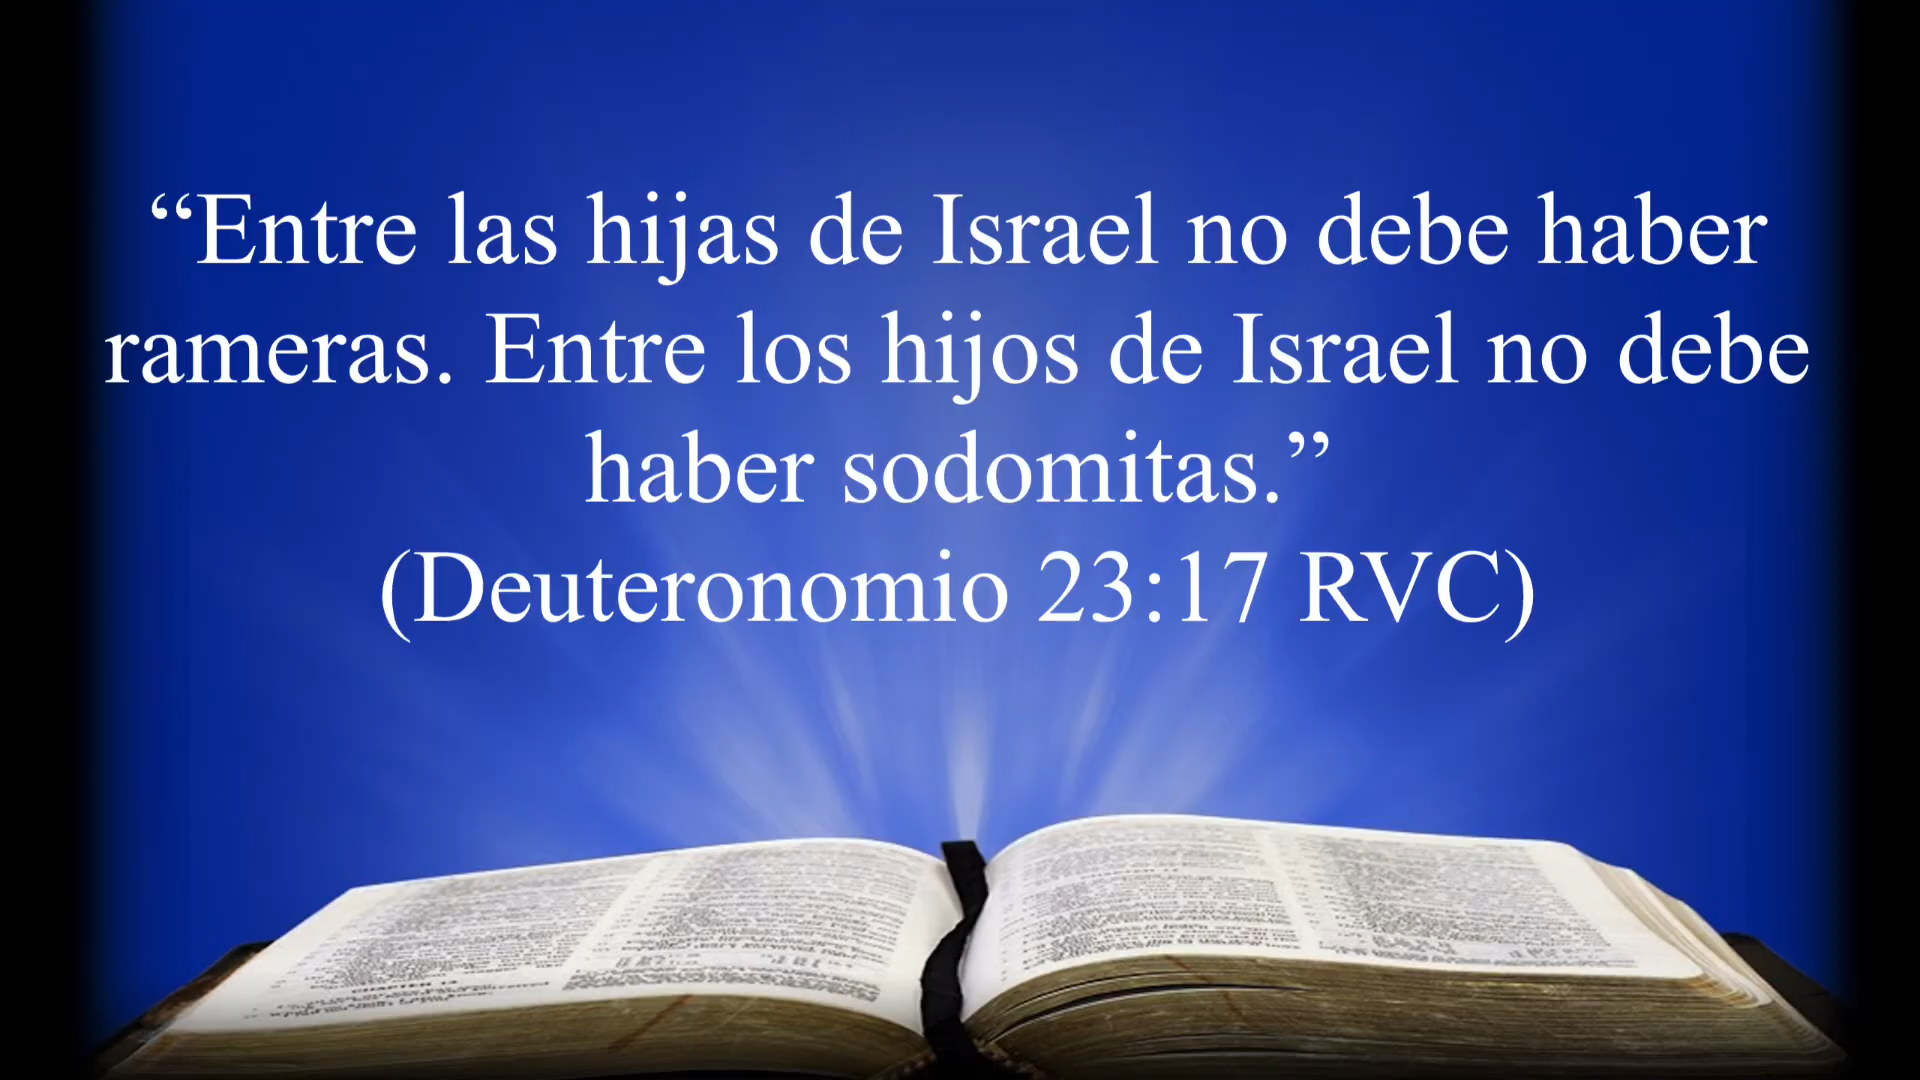 “Entre las hijas de Israel no debe haber
rameras. Entre los hijos de Israel no debe
haber sodomitas.”
(Deuteronomio 23:17 RVC)